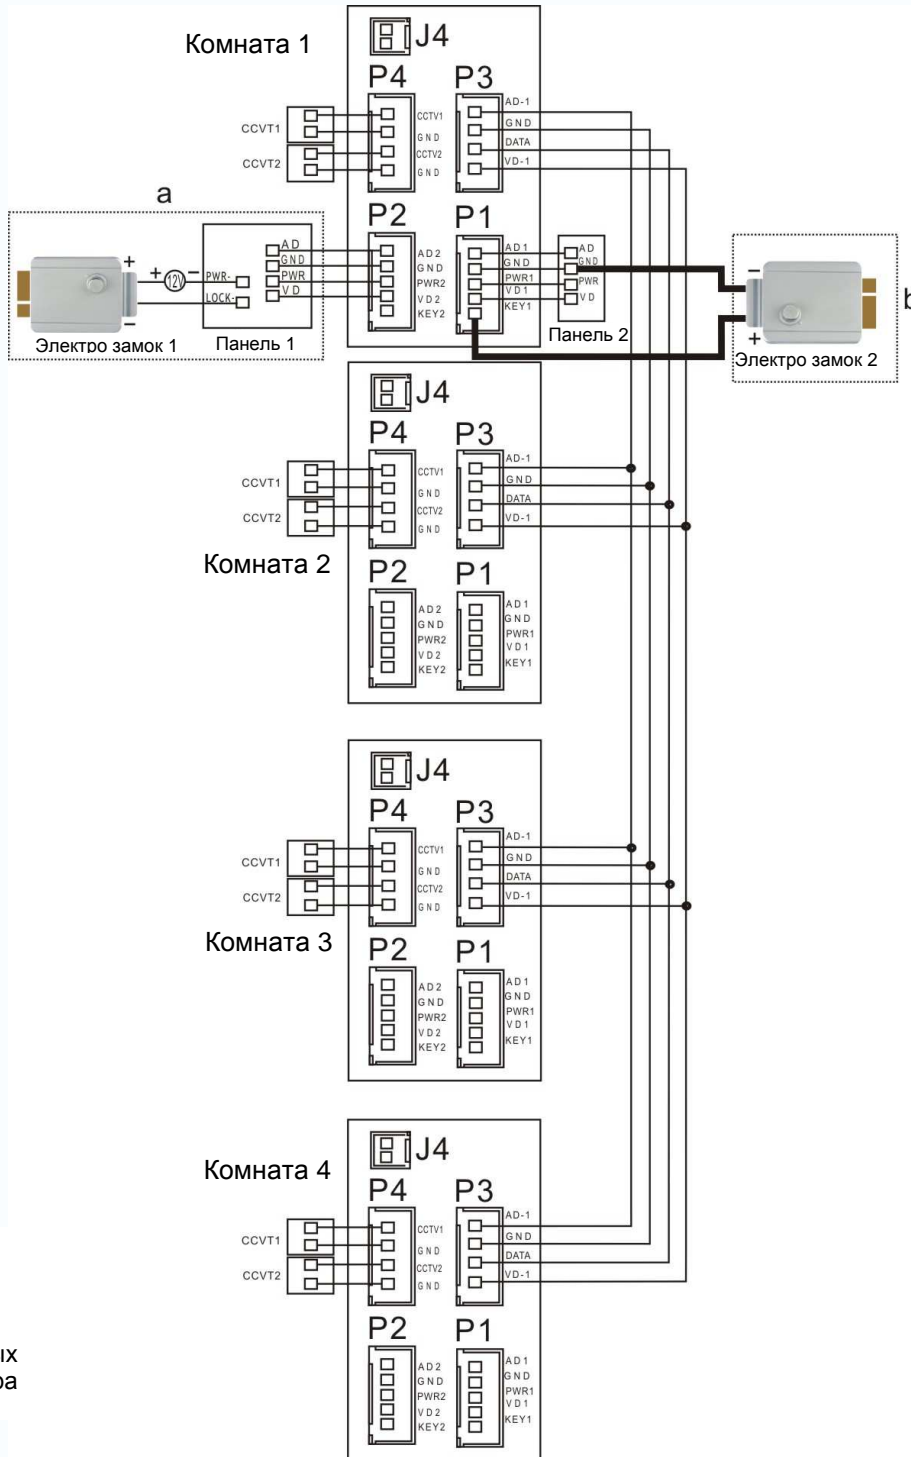 Комната 1
J4
P4
P3
CCVT1
CCVT2
CCTV1
GND
CCTV2
GND
AD-1
GND
DATA
VD-1
a
P2
P1
+
-
+
12V
-
PWR-
LOCK-
AD
GND
PWR
VD
AD2
GND
PWR2
VD2
KEY2
AD1
GND
PWR1
VD1
KEY1
AD
GND
PWR
VD
-
+
Электро замок 1
Панель 1
Панель 2
Электро замок 2
J4
P4
P3
CCVT1
CCVT2
CCTV1
GND
CCTV2
GND
AD-1
GND
DATA
VD-1
Комната 2
P2
P1
AD2
GND
PWR2
VD2
KEY2
AD1
GND
PWR1
VD1
KEY1
J4
P4
P3
CCVT1
CCVT2
CCTV1
GND
CCTV2
GND
AD-1
GND
DATA
VD-1
Комната 3
P2
P1
AD2
GND
PWR2
VD2
KEY2
AD1
GND
PWR1
VD1
KEY1
J4
Комната 4
P4
P3
CCVT1
CCVT2
CCTV1
GND
CCTV2
GND
AD-1
GND
DATA
VD-1
P2
P1
AD2
GND
PWR2
VD2
KEY2
AD1
GND
PWR1
VD1
KEY1
ых
ра